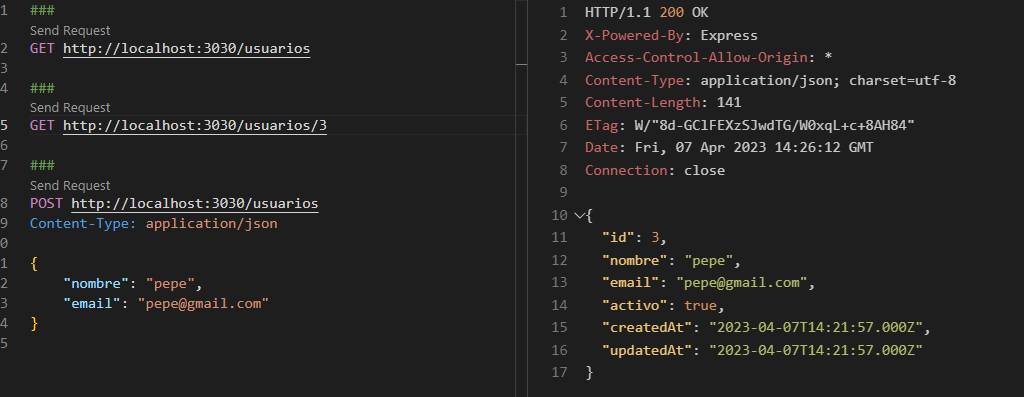 1 ###
Send Request
2 GET http://localhost:3030/usuarios
3
4 ###
Send Request
5 GET http://localhost:3030/usuarios/3
6
7 ###
Send Request
8 POST http://localhost:3030/usuarios
9 Content-Type: application/json
0
1 {
2 "nombre": "pepe",
3 "email": "pepe@gmail.com"
4 }
5
1 HTTP/1.1 200 OK
2 X-Powered-By: Express
3 Access-Control-Allow-Origin: *
4 Content-Type: application/json; charset=utf-8
5 Content-Length: 141
6 ETag: W/"8d-GClFEXzSJwdTG/W0xqL+c+8AH84"
7 Date: Fri, 07 Apr 2023 14:26:12 GMT
8 Connection: close
9
10 {
11 "id": 3,
12 "nombre": "pepe",
13 "email": "pepe@gmail.com",
14 "activo": true,
15 "createdAt": "2023-04-07T14:21:57.000Z",
16 "updatedAt": "2023-04-07T14:21:57.000Z"
17 }